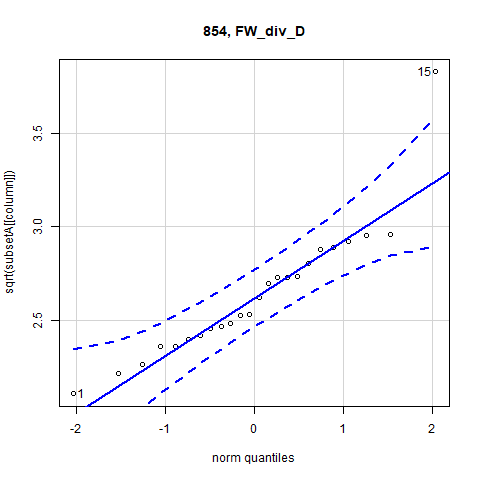 854, FW_div_D
sqrt(subsetA[[column]])
3.5
3.0
2.5
15
1
-2 -1 0 1 2
norm quantiles